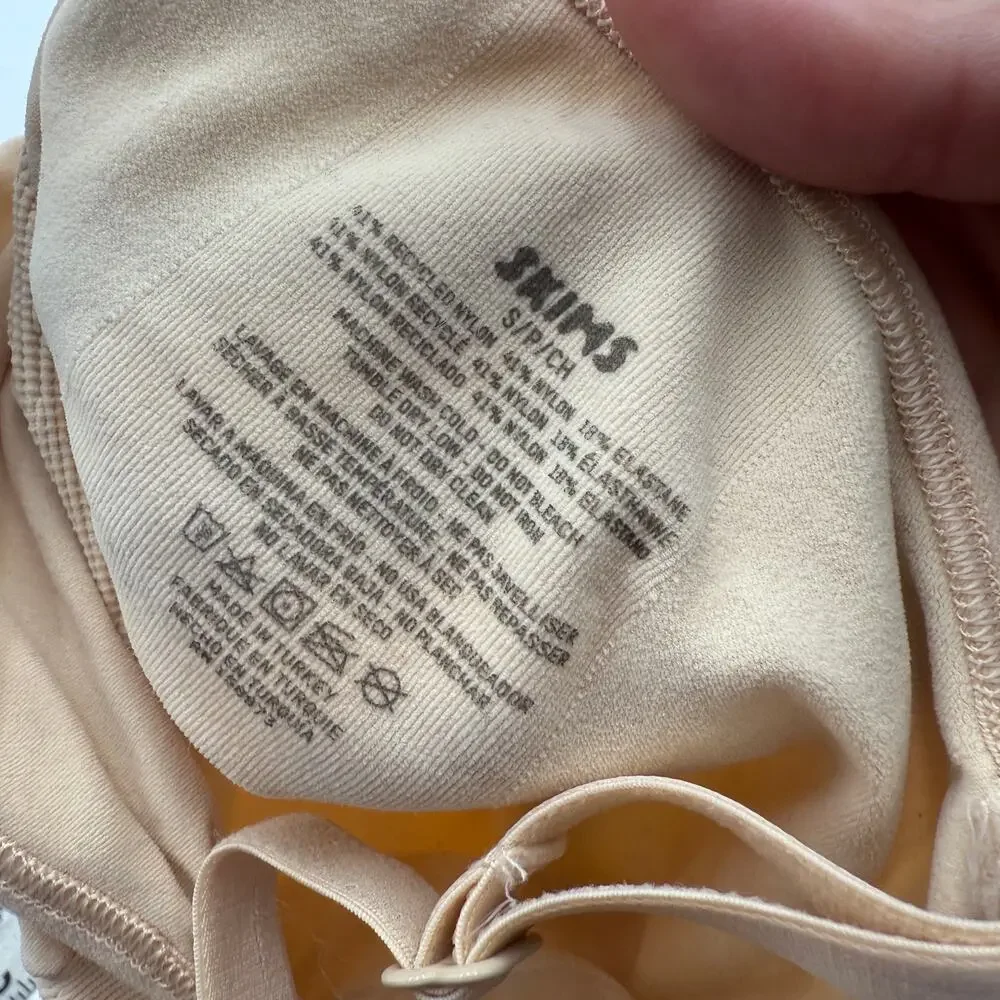 SKIMS
S/P/CH
41% RECYCLED NYLON 41% NYLON 18% ELASTANE
41% NYLON RECYCLÉ 41% NYLON 18% ÉLASTHANNE
41% NYLON RECICLADO 41% NYLON 18% ELASTINO
MACHINE WASH COLD - DO NOT BLEACH
TUMBLE DRY LOW - DO NOT IRON
DO NOT DRY CLEAN
LAVAGE EN MACHINE À FROID - NE PAS JAVELLISER
SÉCHER À BASSE TEMPÉRATURE - NE PAS REPASSER
NE PAS NETTOYER À SEC
LAVAR A MÁQUINA EN FRÍO - NO USA BLANQUEADOR
SECADO EN SECADORA BAJA - NO PLANCHAR
NO LAVAR EN SECO
MADE IN TURKEY
FABRIQUÉ EN TURQUIE
HECHO EN TURQUÍA
RN